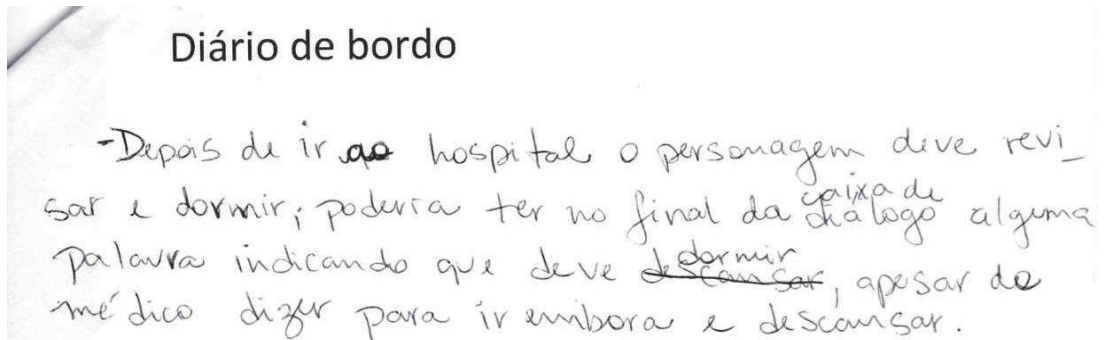 Diário de bordo
-Depois de ir ao hospital o personagem deve revi_
sar e dormir; poderia ter no final da caixa de diálogo alguma
palavra indicando que deve descansar dormir, apesar do
médico dizer para ir embora e descansar.